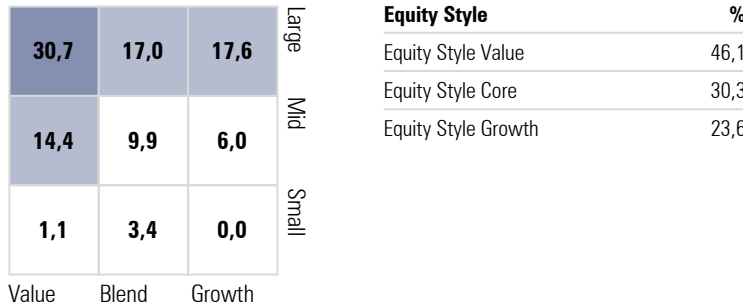 30,7 17,0 17,6 Large
14,4 9,9 6,0 Mid
1,1 3,4 0,0 Small
Value Blend Growth
Equity Style %
Equity Style Value 46,1
Equity Style Core 30,3
Equity Style Growth 23,6